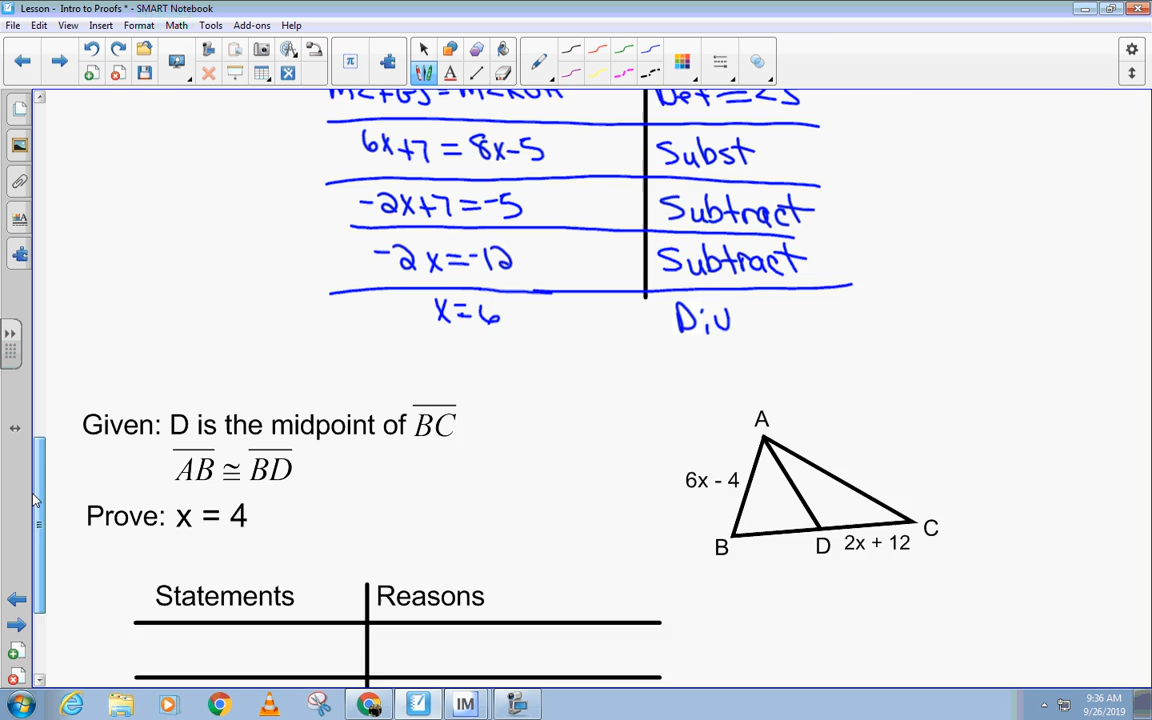 Lesson - Intro to Proofs * - SMART Notebook
File Edit View Insert Format Math Tools Add-ons Help
6x+7 = 8x-5 Subst
-2x+7 = -5 Subtract
-2x = -12 Subtract
x = 6 Div
Given: D is the midpoint of BC
AB ≅ BD
Prove: x = 4
A
6x - 4
B D 2x + 12 C
Statements Reasons
IM
9:36 AM
9/26/2019